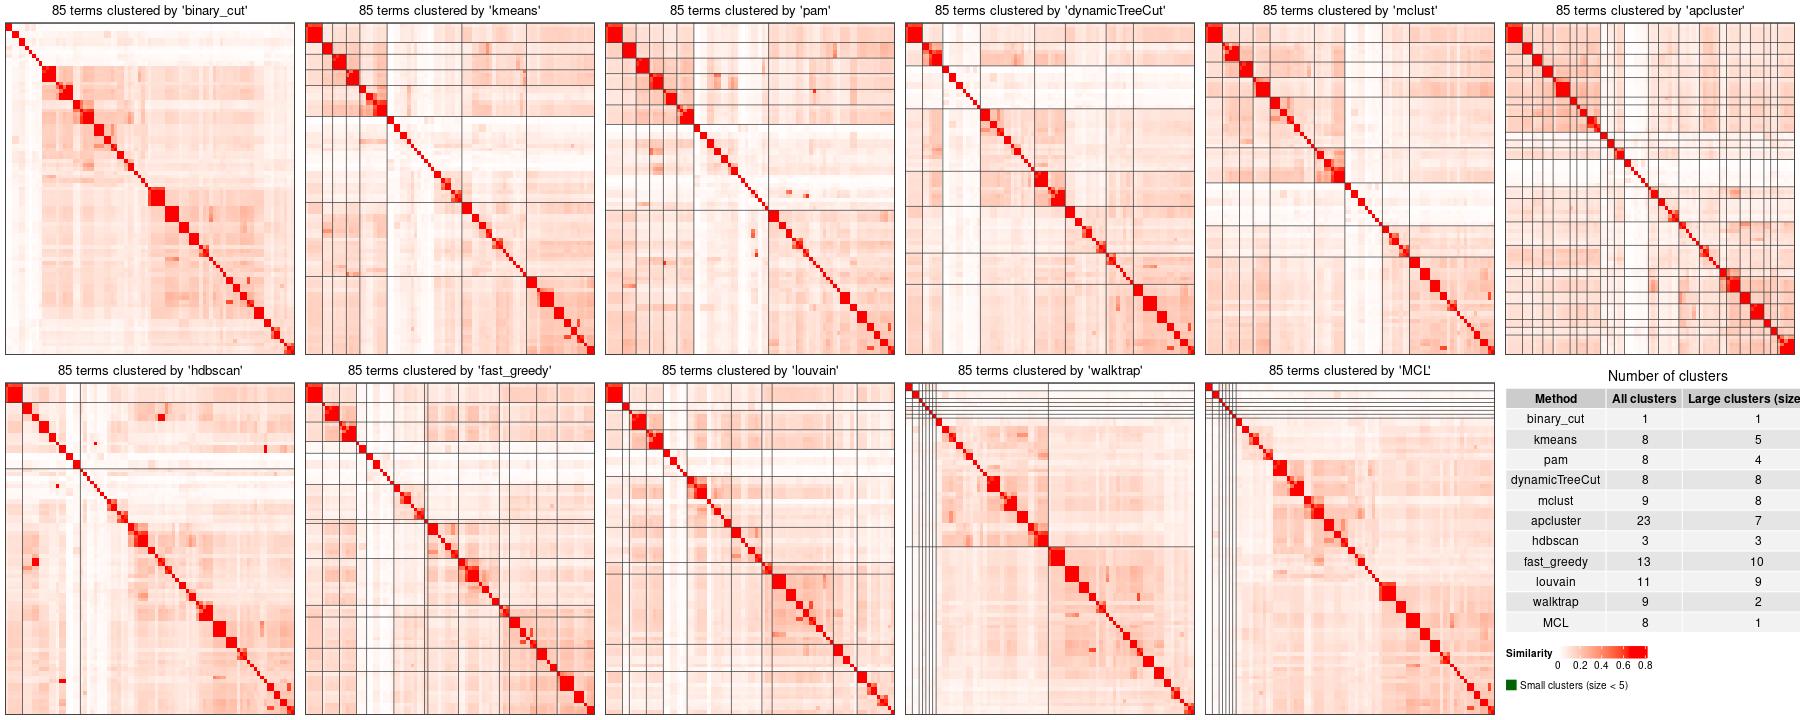 85 terms clustered by 'binary_cut'
85 terms clustered by 'kmeans'
85 terms clustered by 'pam'
85 terms clustered by 'dynamicTreeCut'
85 terms clustered by 'mclust'
85 terms clustered by 'apcluster'
85 terms clustered by 'hdbscan'
85 terms clustered by 'fast_greedy'
85 terms clustered by 'louvain'
85 terms clustered by 'walktrap'
85 terms clustered by 'MCL'
Number of clusters
Method All clusters Large clusters (size
binary_cut 1 1
kmeans 8 5
pam 8 4
dynamicTreeCut 8 8
mclust 9 8
apcluster 23 7
hdbscan 3 3
fast_greedy 13 10
louvain 11 9
walktrap 9 2
MCL 8 1
Similarity
0 0.2 0.4 0.6 0.8
Small clusters (size < 5)